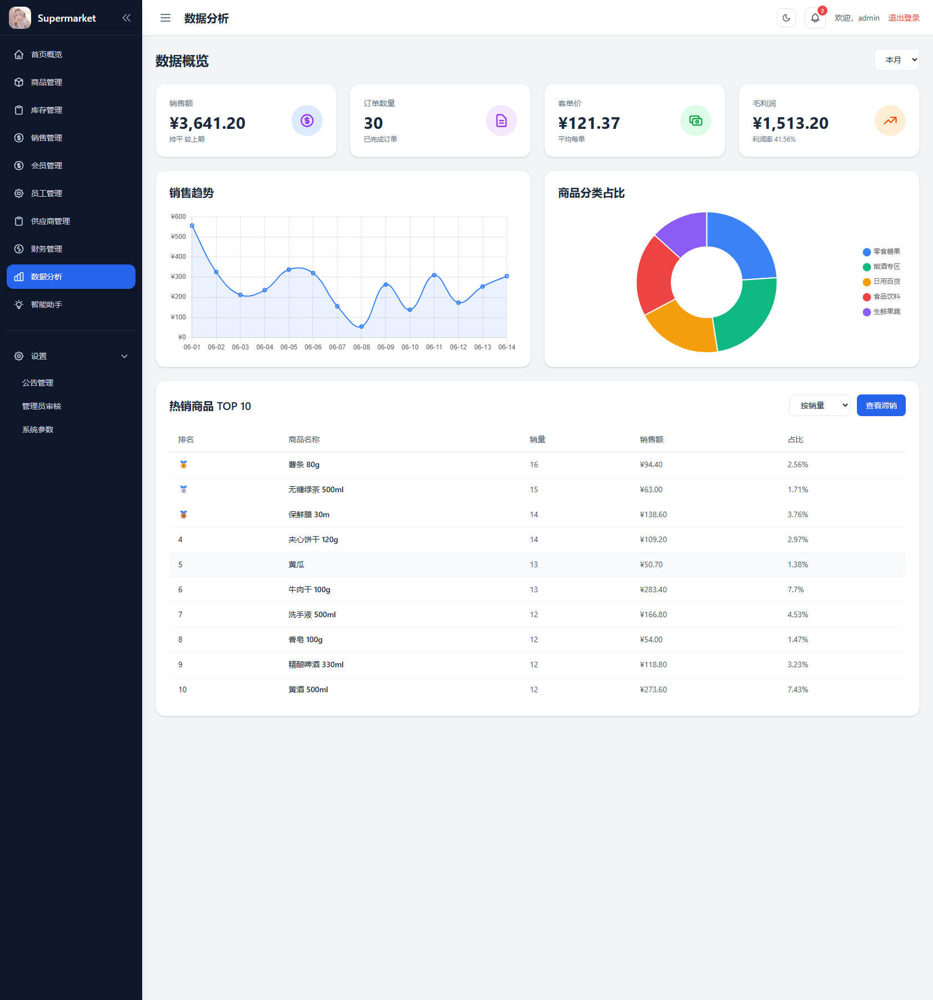 Supermarket
首页概览
商品管理
库存管理
销售管理
会员管理
员工管理
供应商管理
财务管理
数据分析
智能助手
设置
公告管理
管理员审核
系统参数
数据分析
2
欢迎，admin
退出登录
数据概览
本月
销售额
¥3,641.20
持平 较上期
订单数量
30
已完成订单
客单价
¥121.37
平均每单
毛利润
¥1,513.20
利润率 41.56%
销售趋势
¥600
¥500
¥400
¥300
¥200
¥100
¥0
06-01 06-02 06-03 06-04 06-05 06-06 06-07 06-08 06-09 06-10 06-11 06-12 06-13 06-14
商品分类占比
零食糖果
烟酒专区
日用百货
食品饮料
生鲜果蔬
热销商品 TOP 10
按销量
查看滞销
排名 商品名称 销量 销售额 占比
1 薯条 80g 16 ¥94.40 2.56%
2 无糖绿茶 500ml 15 ¥63.00 1.71%
3 保鲜膜 30m 14 ¥138.60 3.76%
4 夹心饼干 120g 14 ¥109.20 2.97%
5 黄瓜 13 ¥50.70 1.38%
6 牛肉干 100g 13 ¥283.40 7.7%
7 洗手液 500ml 12 ¥166.80 4.53%
8 香皂 100g 12 ¥54.00 1.47%
9 精酿啤酒 330ml 12 ¥118.80 3.23%
10 黄酒 500ml 12 ¥273.60 7.43%